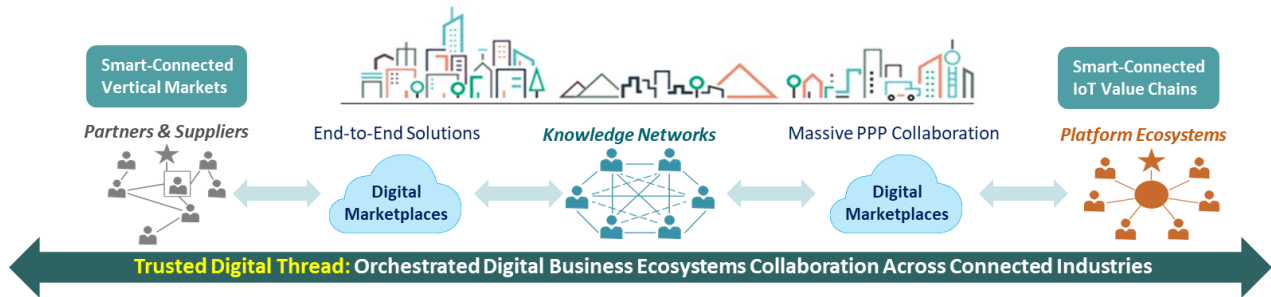 Smart-Connected
Vertical Markets
Smart-Connected
IoT Value Chains
Partners & Suppliers
End-to-End Solutions
Knowledge Networks
Massive PPP Collaboration
Platform Ecosystems
Digital
Marketplaces
Digital
Marketplaces
Trusted Digital Thread: Orchestrated Digital Business Ecosystems Collaboration Across Connected Industries